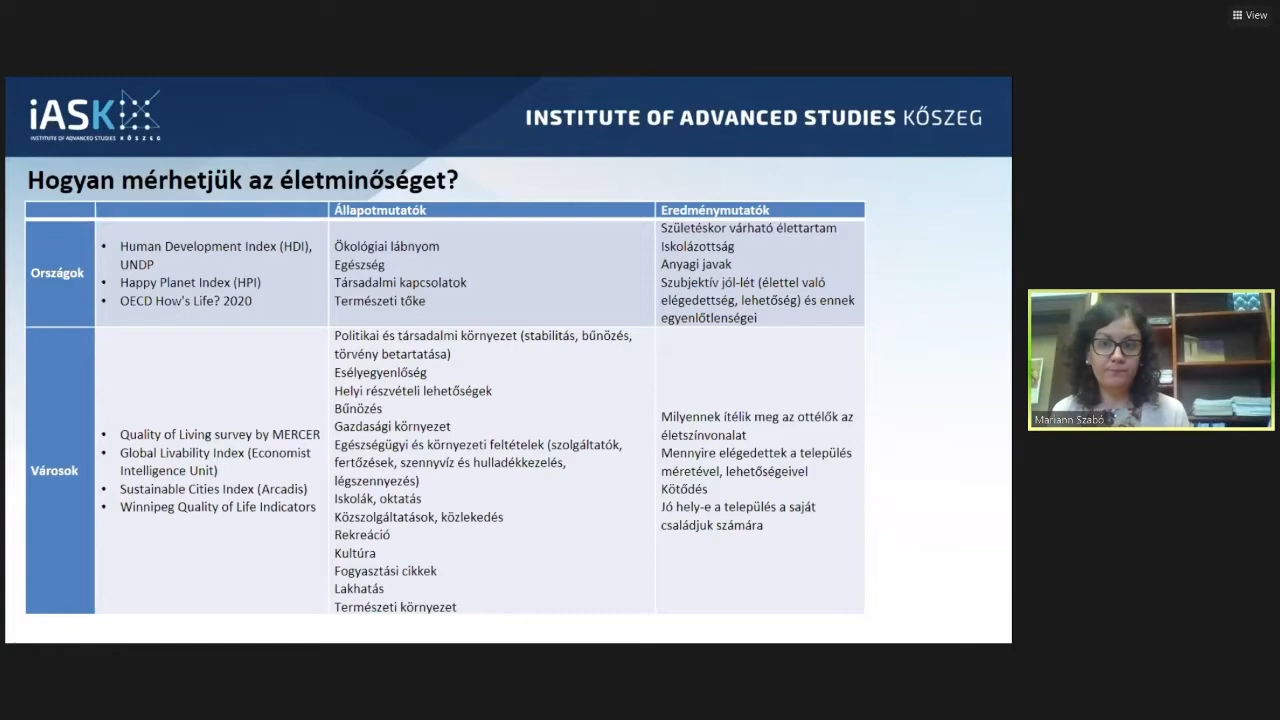 View
iASK
INSTITUTE OF ADVANCED STUDIES KŐSZEG
INSTITUTE OF ADVANCED STUDIES KŐSZEG
Hogyan mérhetjük az életminőséget?
Állapotmutatók
Eredménymutatók
Országok
• Human Development Index (HDI),
UNDP
• Happy Planet Index (HPI)
• OECD How's Life? 2020
Ökológiai lábnyom
Egészség
Társadalmi kapcsolatok
Természeti tőke
Születéskor várható élettartam
Iskolázottság
Anyagi javak
Szubjektív jól-lét (élettel való
elégedettség, lehetőség) és ennek
egyenlőtlenségei
Városok
• Quality of Living survey by MERCER
• Global Livability Index (Economist
Intelligence Unit)
• Sustainable Cities Index (Arcadis)
• Winnipeg Quality of Life Indicators
Politikai és társadalmi környezet (stabilitás, bűnözés,
törvény betartatása)
Esélyegyenlőség
Helyi részvételi lehetőségek
Bűnözés
Gazdasági környezet
Egészségügyi és környezeti feltételek (szolgáltatók,
fertőzések, szennyvíz és hulladékkezelés,
légszennyezés)
Iskolák, oktatás
Közszolgáltatások, közlekedés
Rekreáció
Kultúra
Fogyasztási cikkek
Lakhatás
Természeti környezet
Milyennek ítélik meg az ottélők az
életszínvonalat
Mennyire elégedettek a település
méretével, lehetőségeivel
Kötődés
Jó hely-e a település a saját
családjuk számára
Mariann Szabó